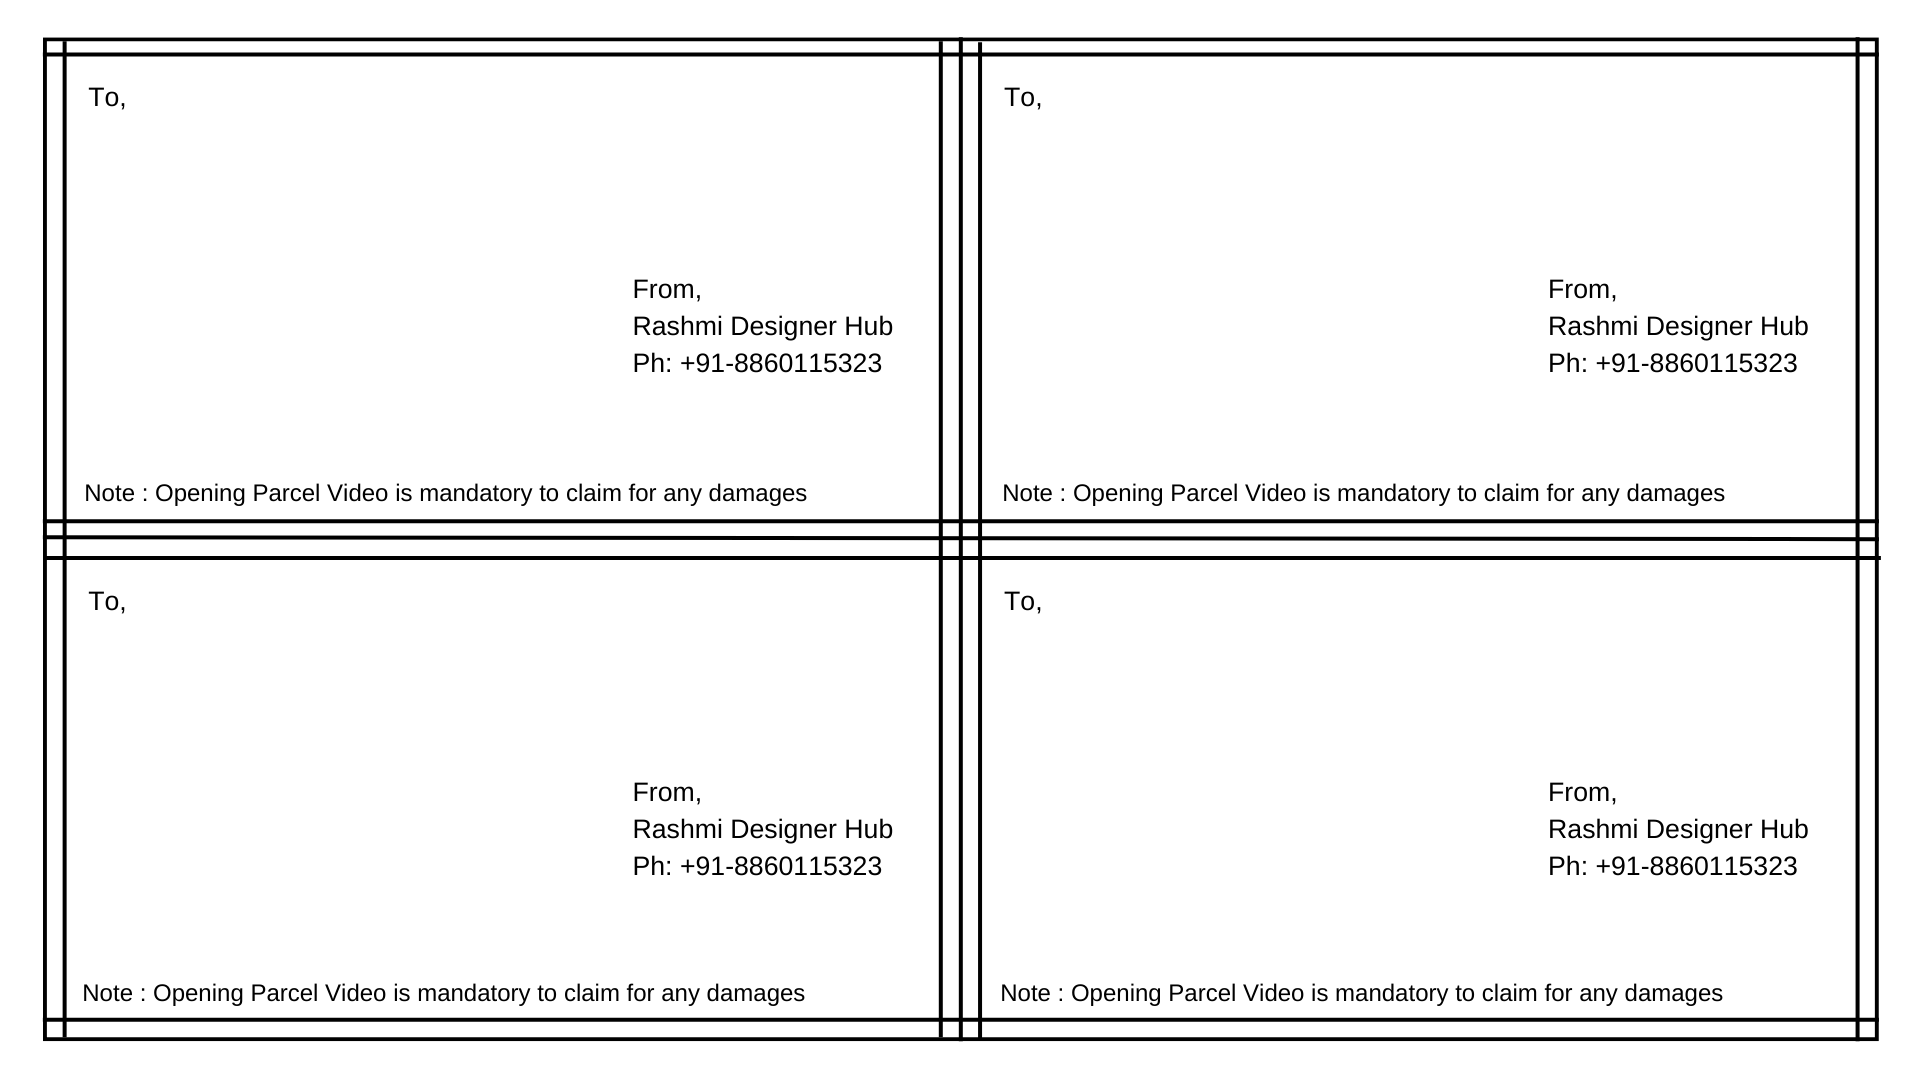 To,
From,
Rashmi Designer Hub
Ph: +91-8860115323
Note : Opening Parcel Video is mandatory to claim for any damages
To,
From,
Rashmi Designer Hub
Ph: +91-8860115323
Note : Opening Parcel Video is mandatory to claim for any damages
To,
From,
Rashmi Designer Hub
Ph: +91-8860115323
Note : Opening Parcel Video is mandatory to claim for any damages
To,
From,
Rashmi Designer Hub
Ph: +91-8860115323
Note : Opening Parcel Video is mandatory to claim for any damages